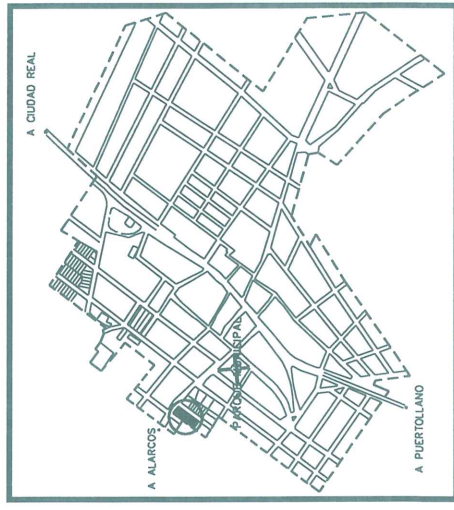 A CIUDAD REAL
A ALARCOS
PARQUE MUNICIPAL
A PUERTOLLANO